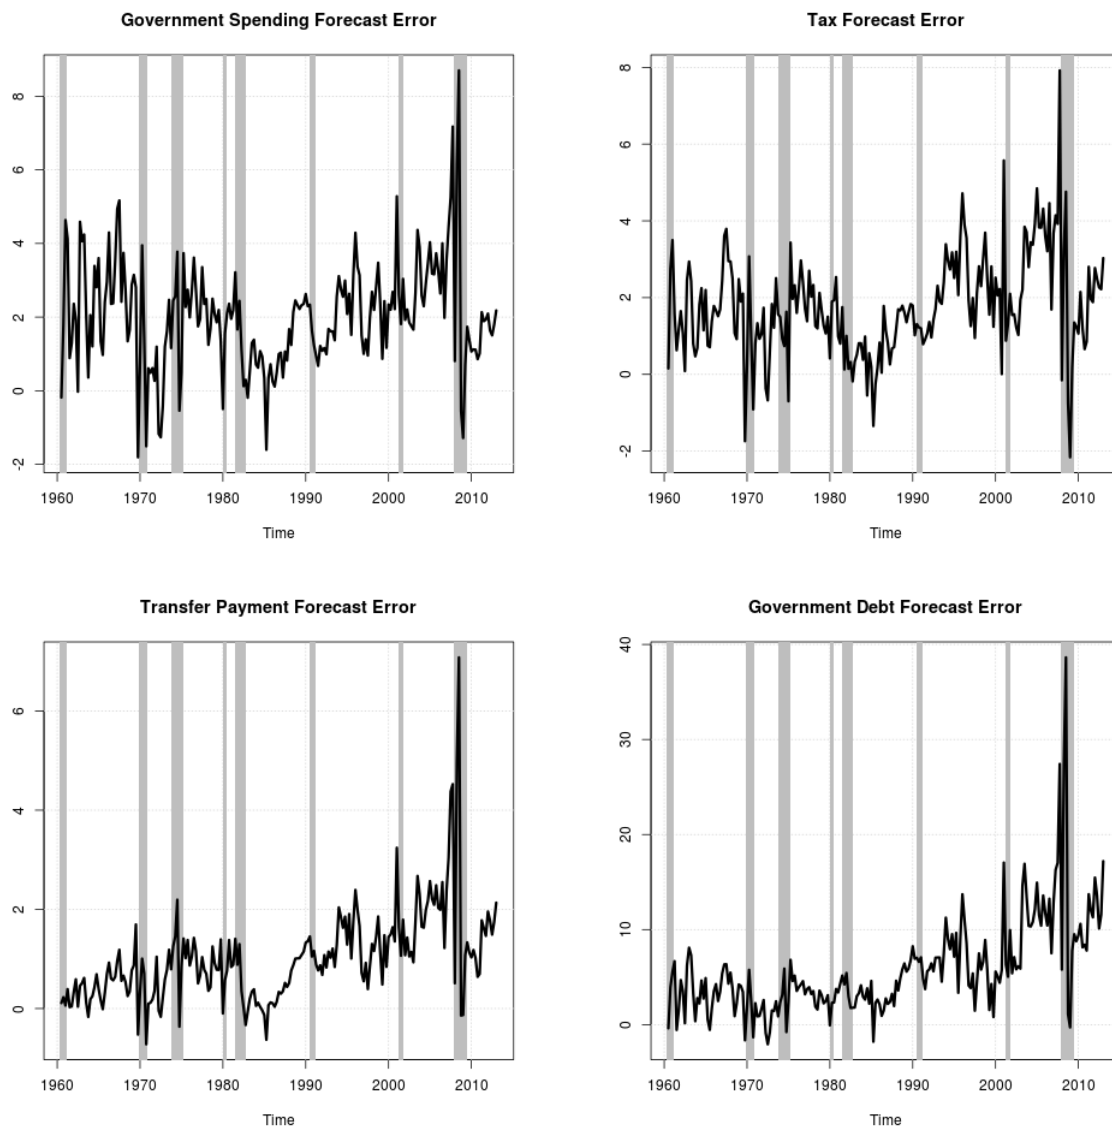 Government Spending Forecast Error
8
6
4
2
0
-2
1960 1970 1980 1990 2000 2010
Time
Tax Forecast Error
8
6
4
2
0
-2
1960 1970 1980 1990 2000 2010
Time
Transfer Payment Forecast Error
6
4
2
0
1960 1970 1980 1990 2000 2010
Time
Government Debt Forecast Error
40
30
20
10
0
1960 1970 1980 1990 2000 2010
Time